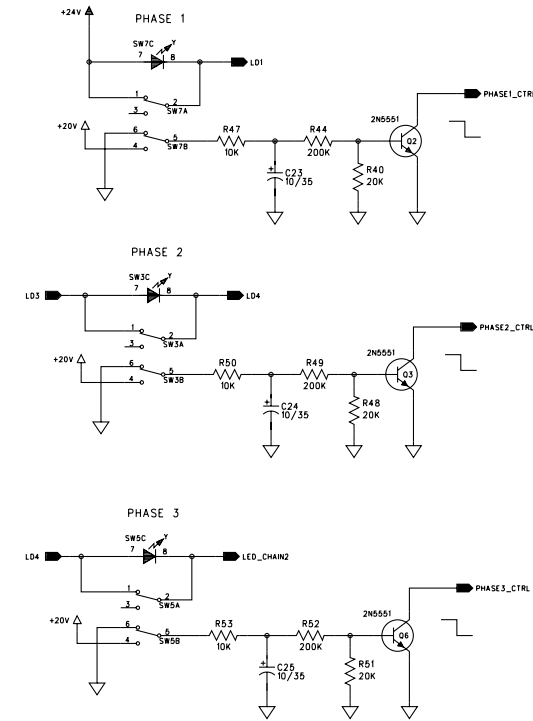 PHASE 1
+24V
SW7C
Y
7 8
LD1
1
2
3
SW7A
+20V
6
5
4
SW7B
R47
10K
R44
200K
+
C23
10/35
R40
20K
2N5551
Q2
PHASE1_CTRL
PHASE 2
SW3C
Y
LD3
7 8
LD4
1
2
3
SW3A
+20V
6
5
4
SW3B
R50
10K
R49
200K
+
C24
10/35
R48
20K
2N5551
Q3
PHASE2_CTRL
PHASE 3
SW5C
Y
LD4
7 8
LED_CHAIN2
1
2
3
SW5A
+20V
6
5
4
SW5B
R53
10K
R52
200K
+
C25
10/35
R51
20K
2N5551
Q6
PHASE3_CTRL